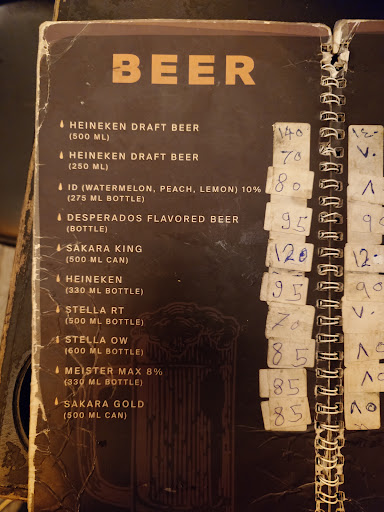 BEER
HEINEKEN DRAFT BEER 140 ١٤٠
(500 ML)
HEINEKEN DRAFT BEER 70 ٧٠
(250 ML)
ID (WATERMELON, PEACH, LEMON) 10% 80
(275 ML BOTTLE)
DESPERADOS FLAVORED BEER 95
(BOTTLE)
SAKARA KING 120
(500 ML CAN)
HEINEKEN 95
(330 ML BOTTLE)
STELLA RT 70
(500 ML BOTTLE)
STELLA OW 85
(600 ML BOTTLE)
MEISTER MAX 8% 85
(330 ML BOTTLE)
SAKARA GOLD 85
(500 ML CAN)